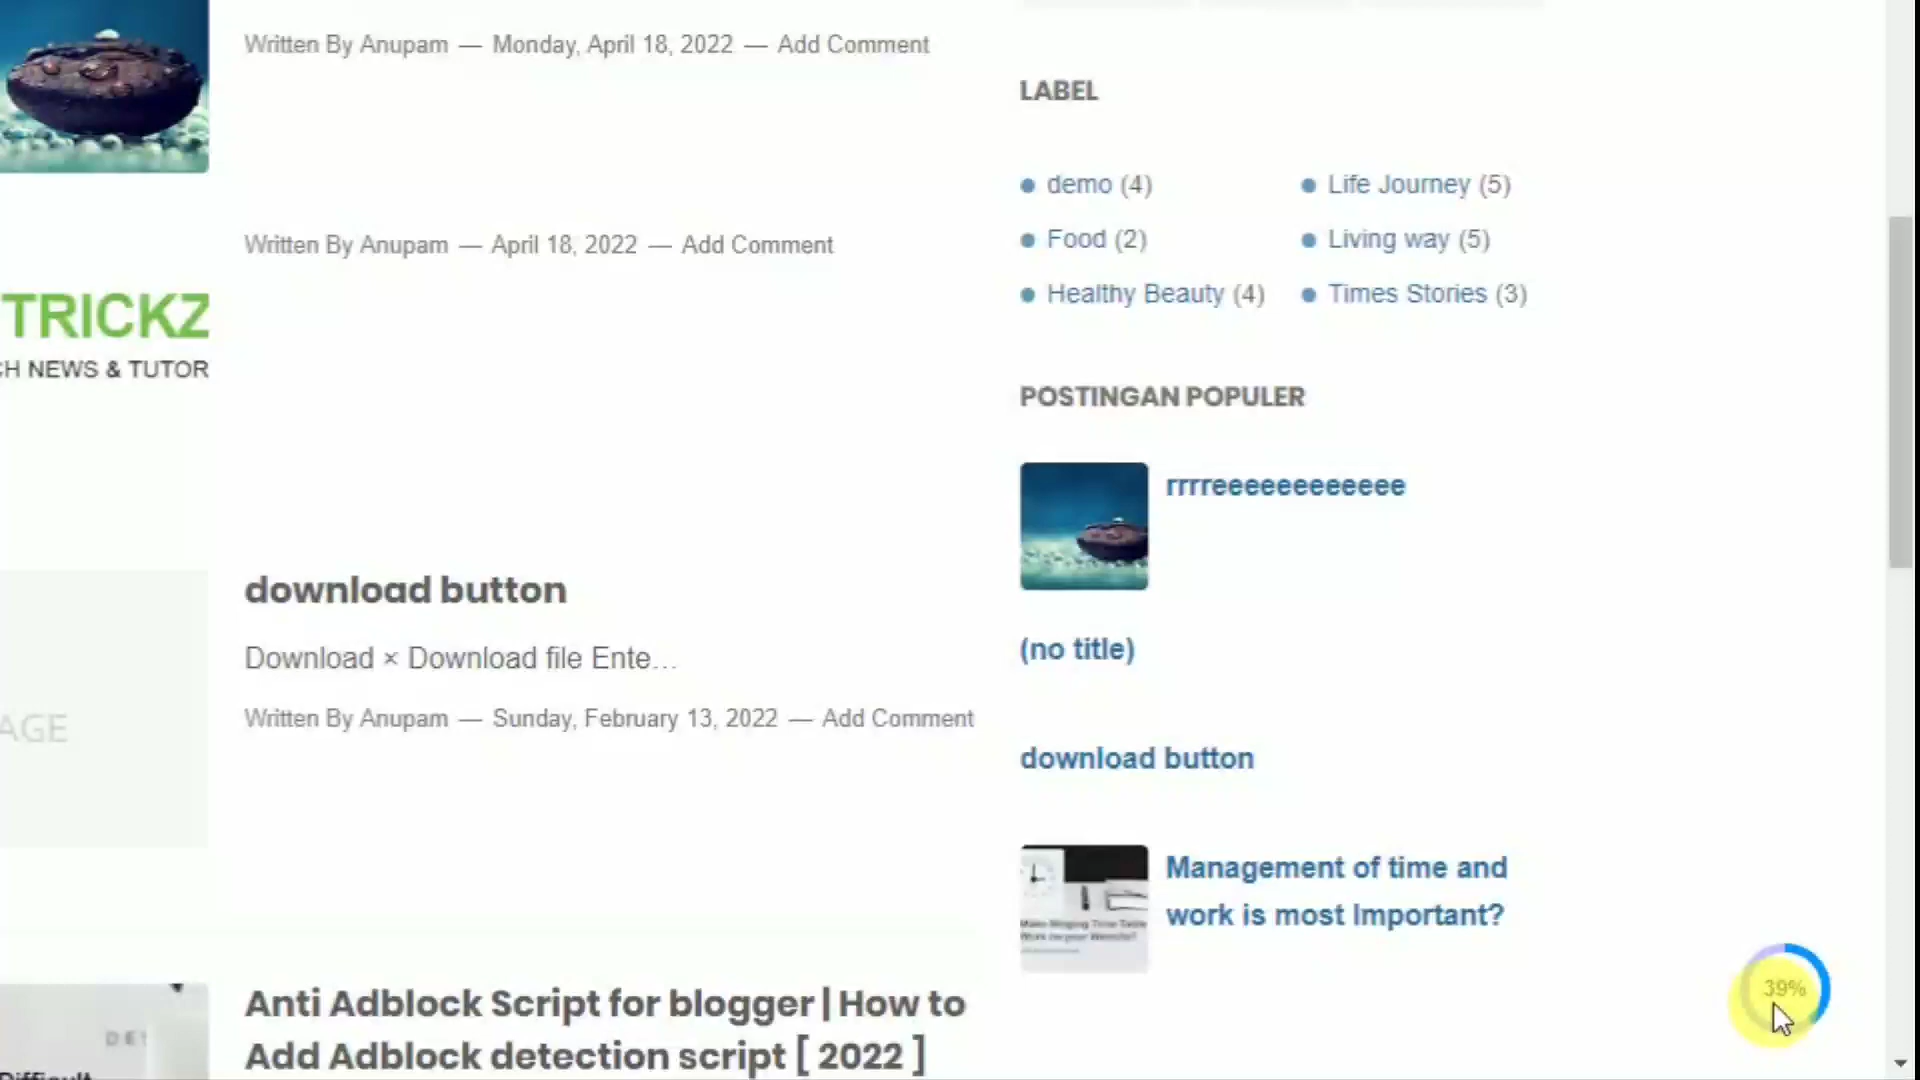 Written By Anupam — Monday, April 18, 2022 — Add Comment
Written By Anupam — April 18, 2022 — Add Comment
TRICKZ
CH NEWS & TUTOR
download button
Download × Download file Ente...
Written By Anupam — Sunday, February 13, 2022 — Add Comment
AGE
Anti Adblock Script for blogger | How to
Add Adblock detection script [ 2022 ]
Difficult
LABEL
demo (4)
Life Journey (5)
Food (2)
Living way (5)
Healthy Beauty (4)
Times Stories (3)
POSTINGAN POPULER
rrrreeeeeeeeeeeee
(no title)
download button
Management of time and
work is most Important?
39%